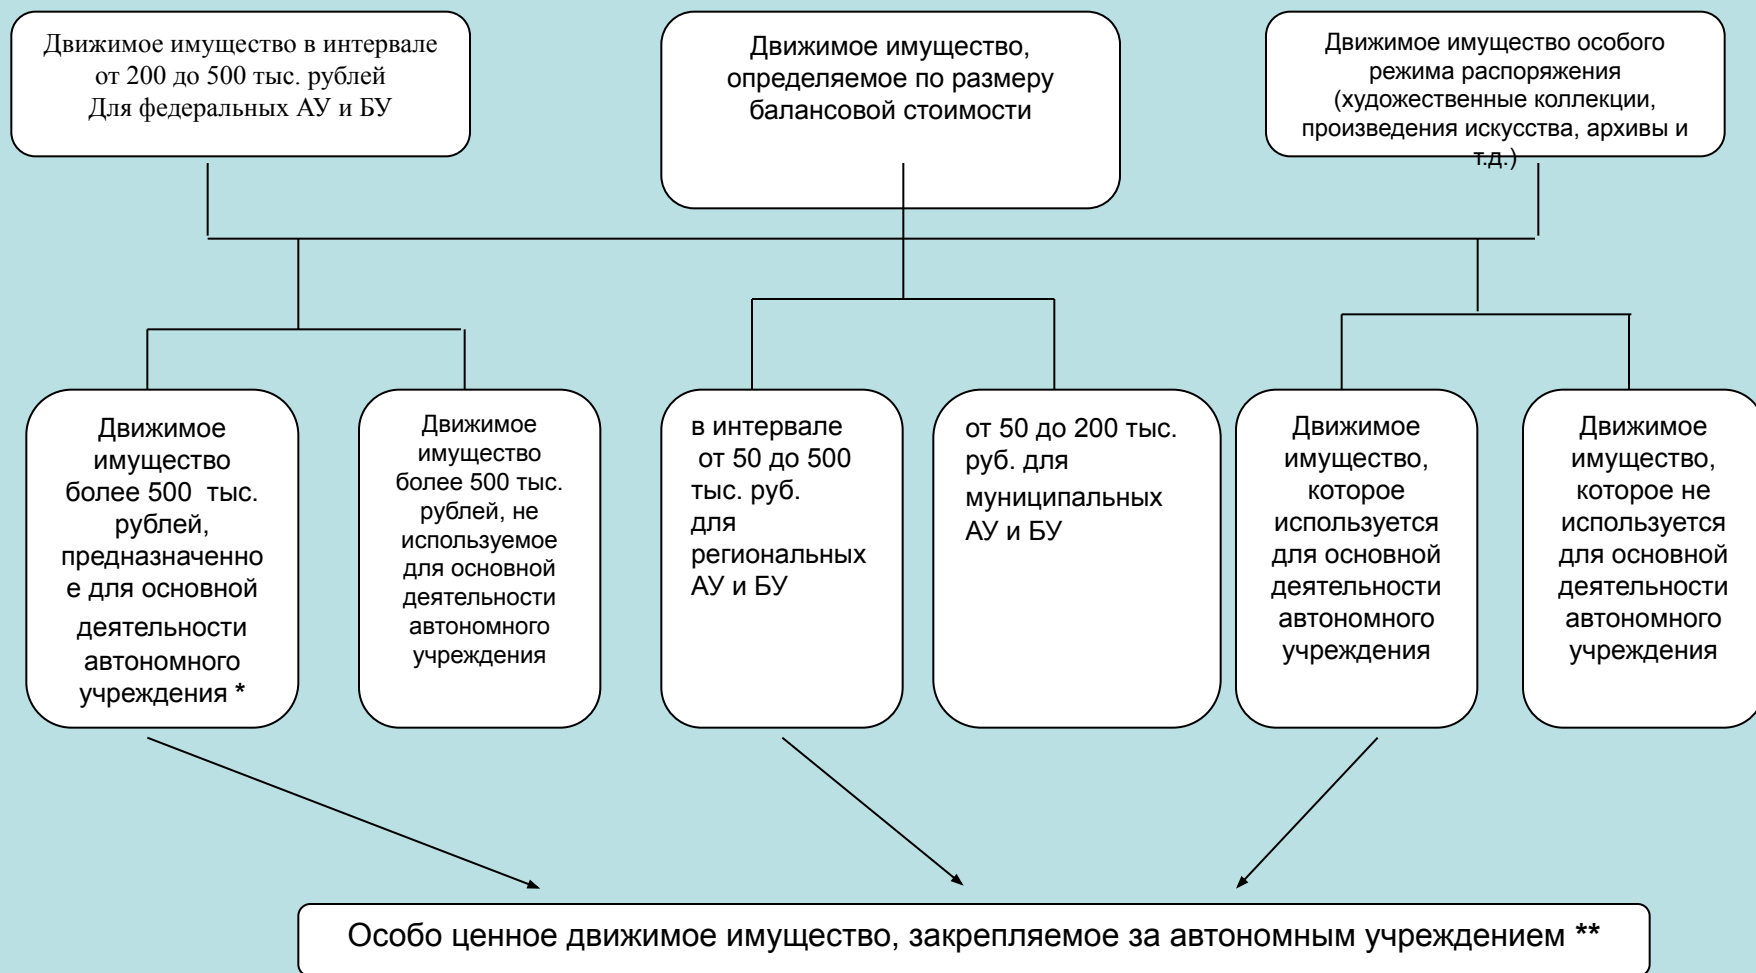 Движимое имущество в интервале
от 200 до 500 тыс. рублей
Для федеральных АУ и БУ
Движимое имущество,
определяемое по размеру
балансовой стоимости
Движимое имущество особого
режима распоряжения
(художественные коллекции,
произведения искусства, архивы и
т.д.)
Движимое
имущество
более 500 тыс.
рублей,
предназначенно
е для основной
деятельности
автономного
учреждения *
Движимое
имущество
более 500 тыс.
рублей, не
используемое
для основной
деятельности
автономного
учреждения
в интервале
от 50 до 500
тыс. руб.
для
региональных
АУ и БУ
от 50 до 200 тыс.
руб. для
муниципальных
АУ и БУ
Движимое
имущество,
которое
используется
для основной
деятельности
автономного
учреждения
Движимое
имущество,
которое не
используется
для основной
деятельности
автономного
учреждения
Особо ценное движимое имущество, закрепляемое за автономным учреждением **